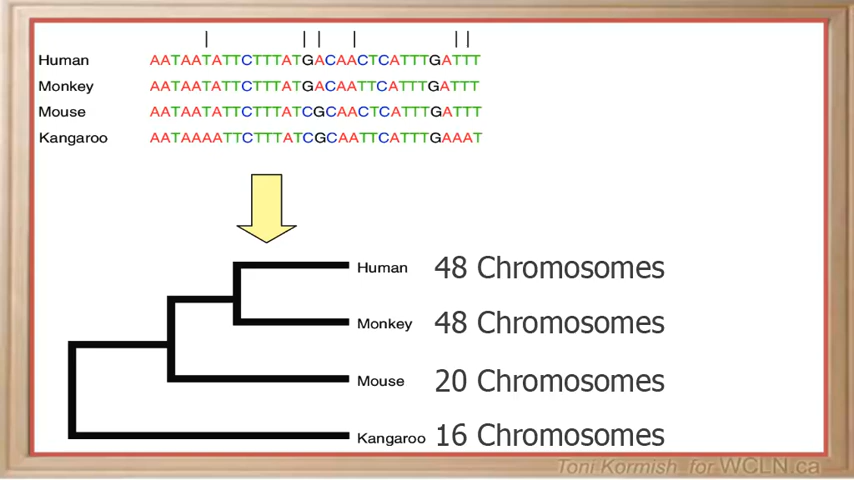 Human AATAATATTCTTTATGACAACTCATTTGATTT
Monkey AATAATATTCTTTATGACAATTCATTTGATTT
Mouse AATAATATTCTTTATCGCAACTCATTTGATTT
Kangaroo AATAAAATTCTTTATCGCAATTCATTTGAAAT
Human 48 Chromosomes
Monkey 48 Chromosomes
Mouse 20 Chromosomes
Kangaroo 16 Chromosomes
Toni Kormish for WCLN.ca